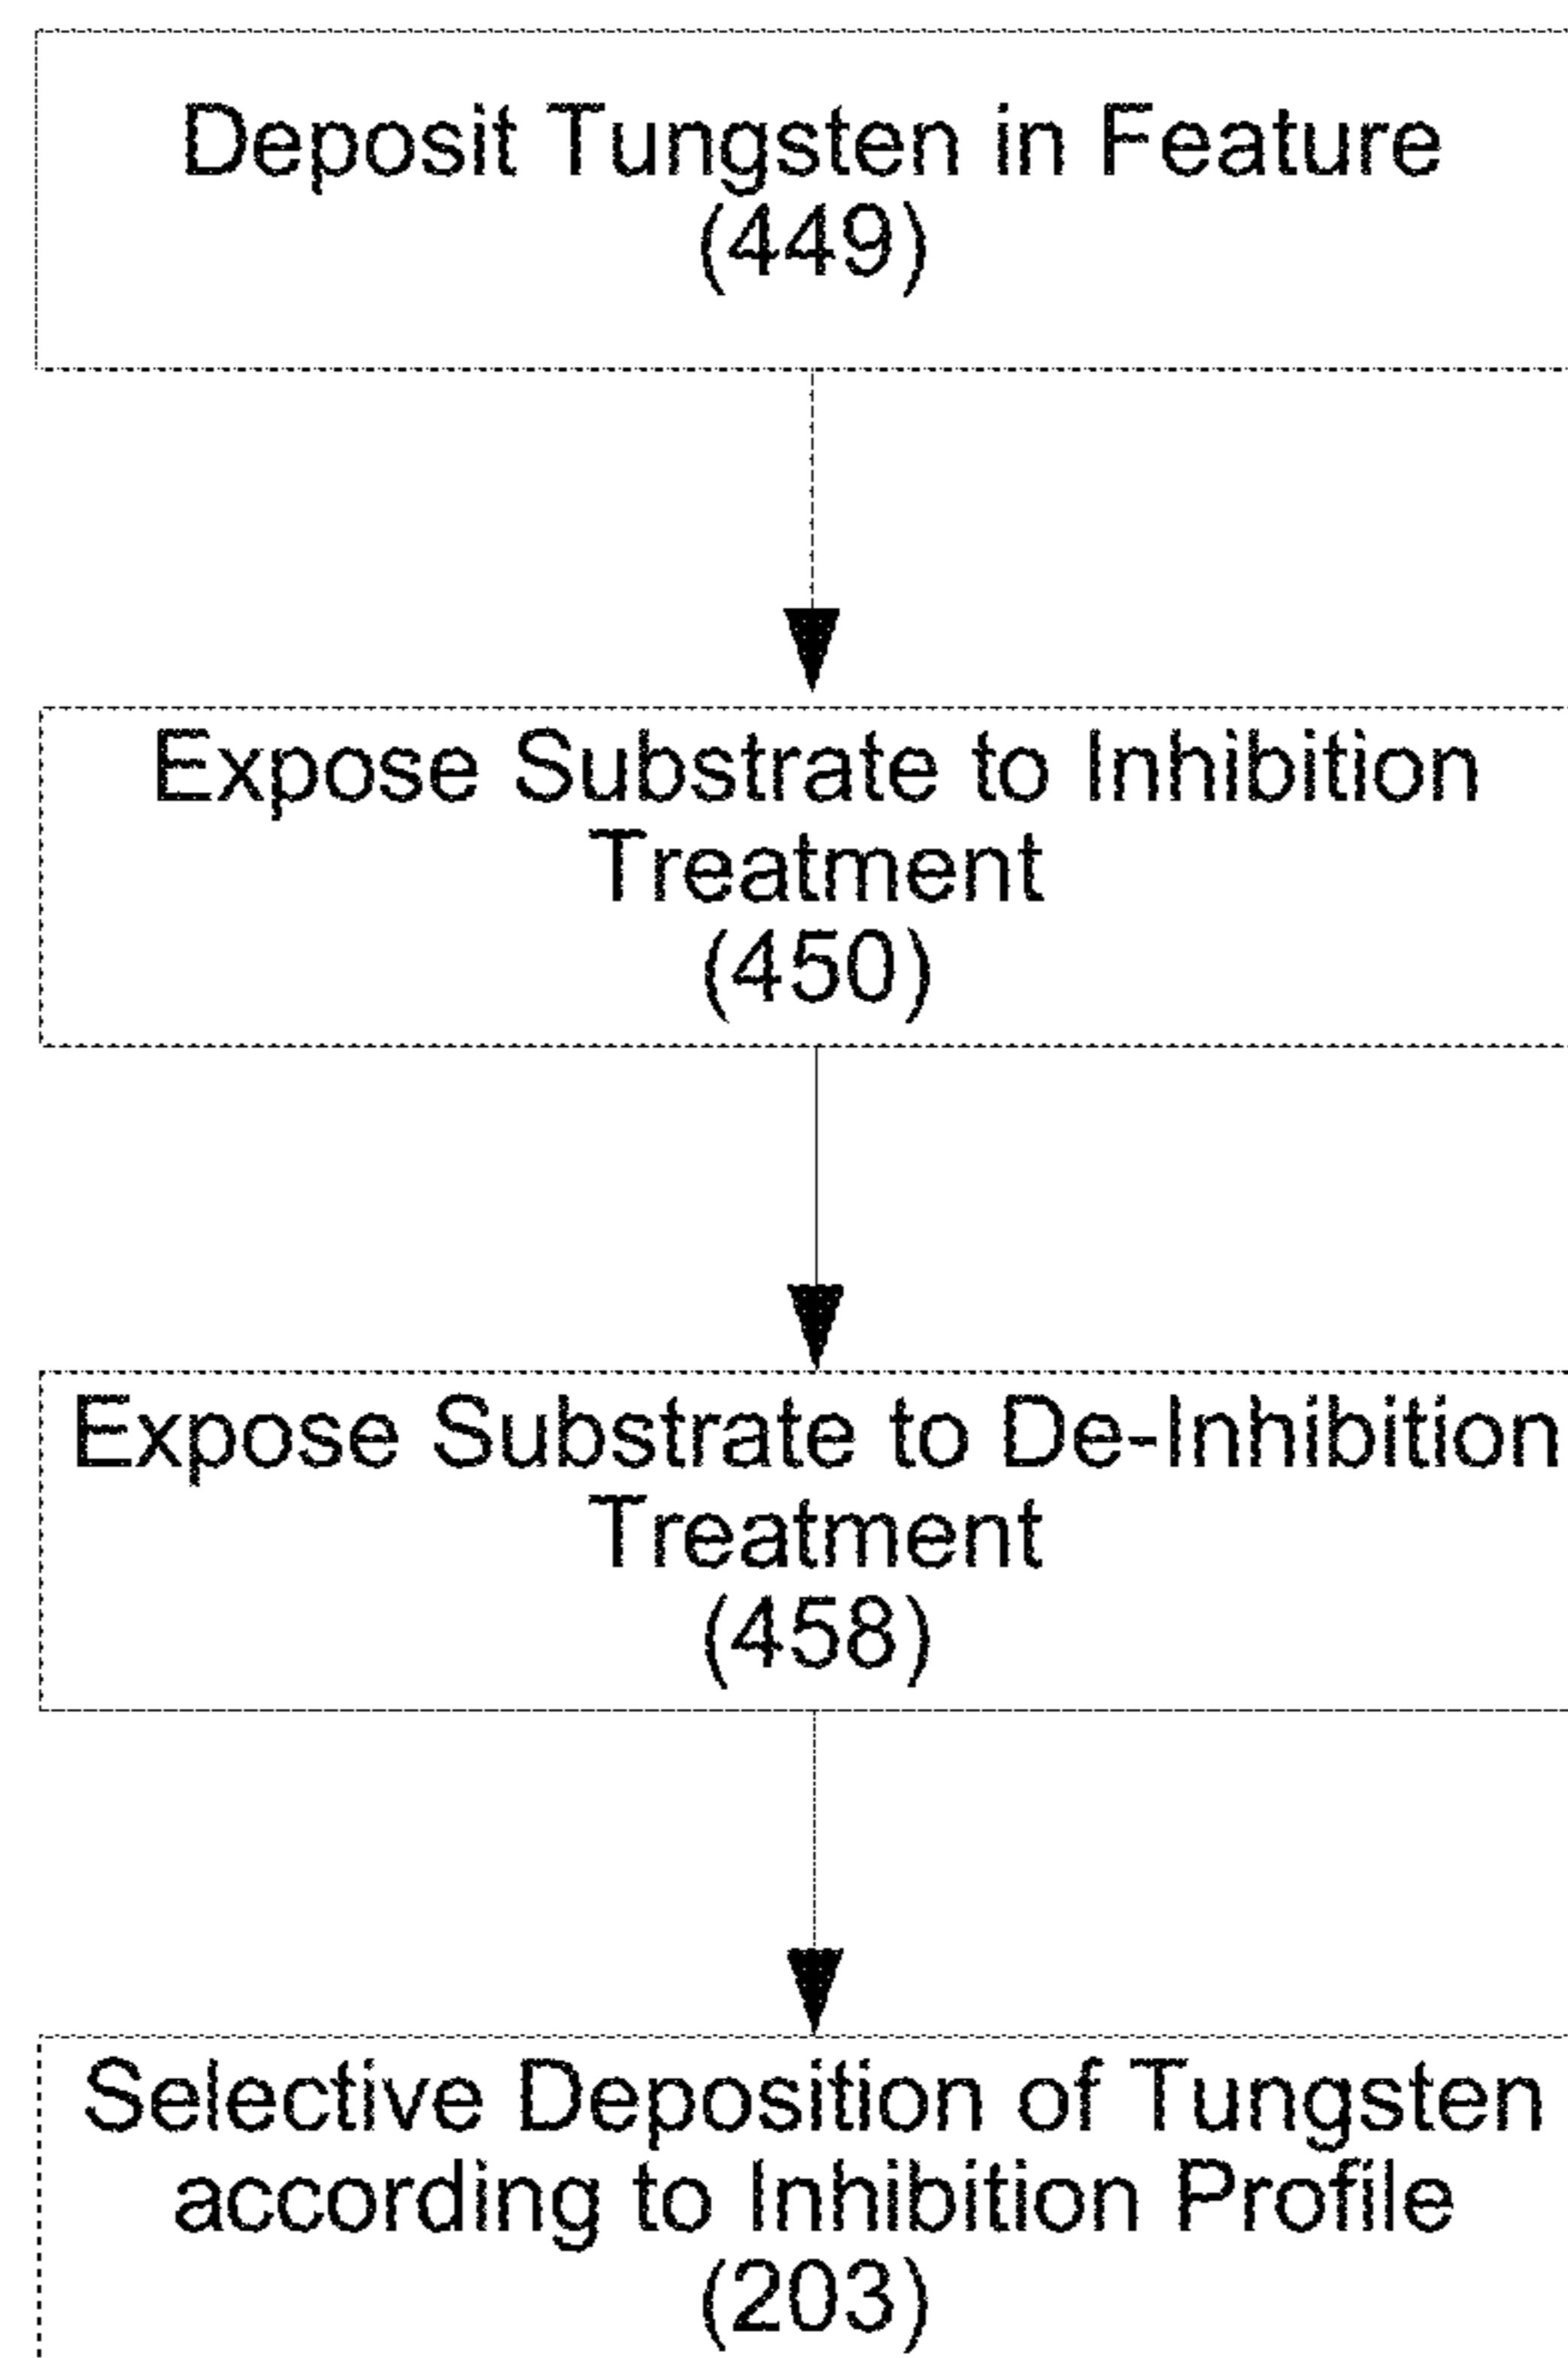 Deposit Tungsten in Feature
(449)
Expose Substrate to Inhibition
Treatment
(450)
Expose Substrate to De-Inhibition
Treatment
(458)
Selective Deposition of Tungsten
according to Inhibition Profile
(203)